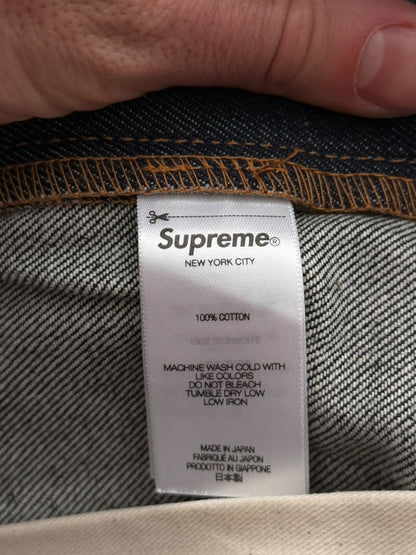 Supreme®
NEW YORK CITY
100% COTTON
MACHINE WASH COLD WITH
LIKE COLORS
DO NOT BLEACH
TUMBLE DRY LOW
LOW IRON
MADE IN JAPAN
FABRIQUÉ AU JAPON
PRODOTTO IN GIAPPONE
日本製